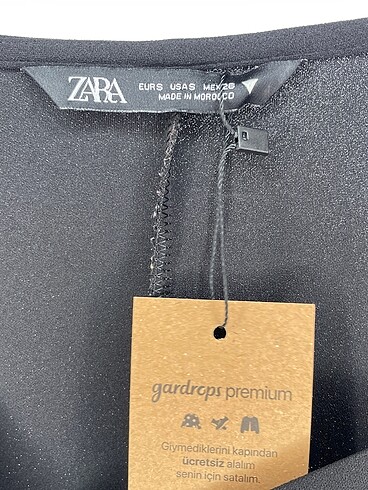 ZARA
EUR S USA S MEX 26
MADE IN MOROCCO
gardrops premium
Giymediklerini kapından
ücretsiz alalım
senin için satalım.